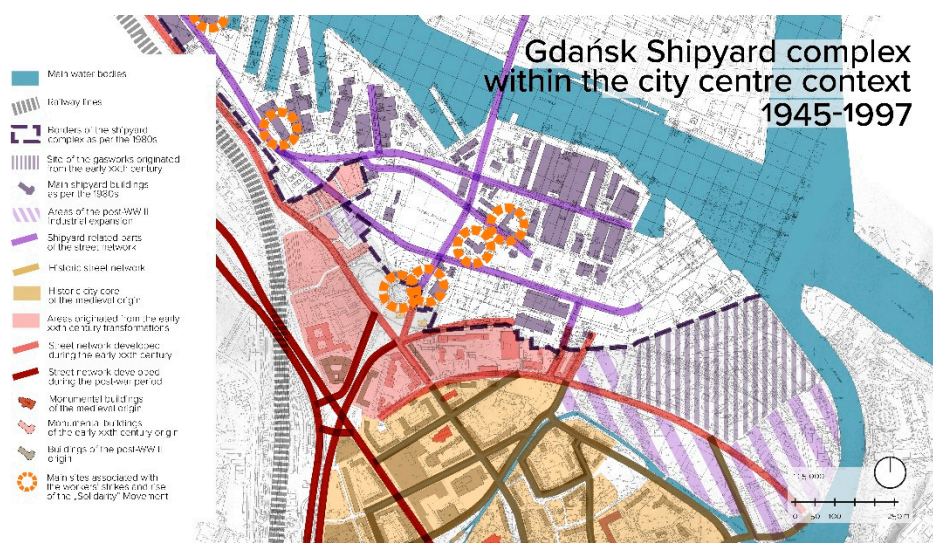 Gdańsk Shipyard complex
within the city centre context
1945-1997
Main water bodies
Railway lines
Borders of the shipyard
complex as per the 1980s
Site of the gasworks originated
from the early xxth century
Main shipyard buildings
as per the 1980s
Areas of the post-WW II
Industrial expansion
Shipyard related parts
of the street network
Historic street network
Historic city core
of the medieval origin
Areas originated from the early
xxth century transformations
Street network developed
during the early xxth century
Street network developed
during the post-war period
Monumental buildings
of the medieval origin
Monumental buildings
of the early xxth century origin
Buildings of the post-WW II
origin
Main sites associated with
the workers' strikes and rise
of the „Solidarity" Movement
1:5 000
0 50 100 250m